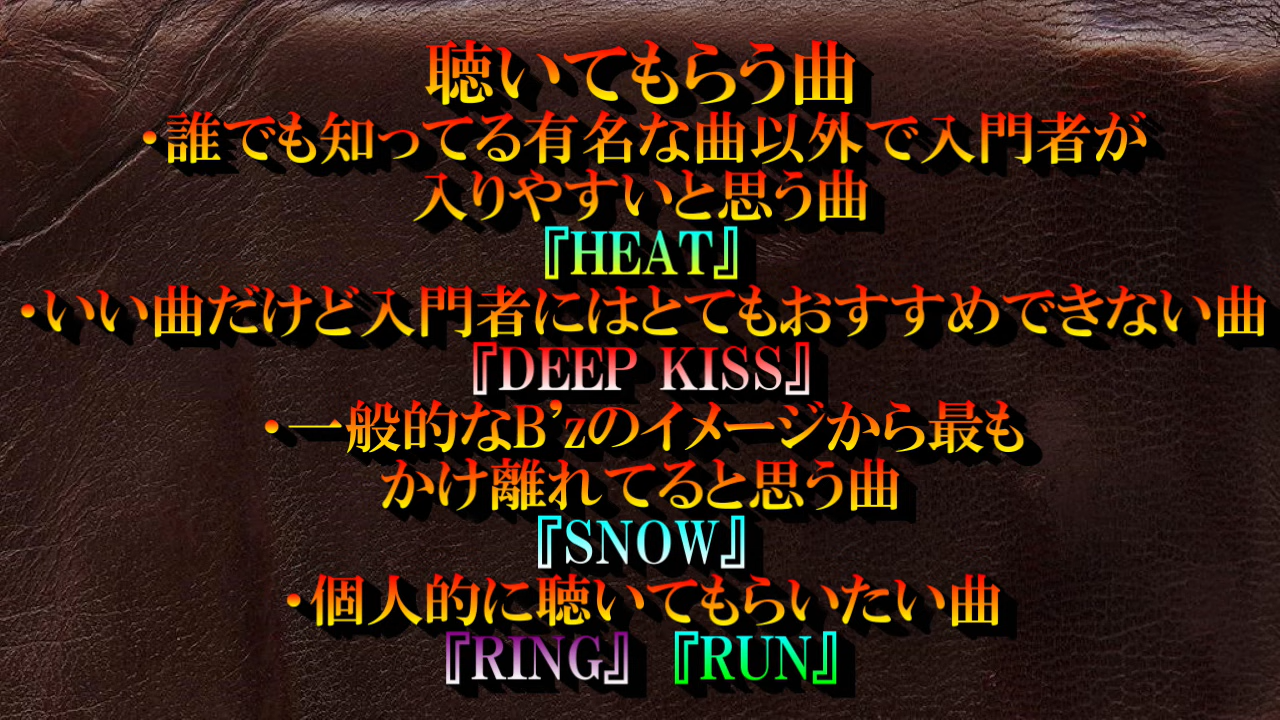 聴いてもらう曲
・誰でも知ってる有名な曲以外で入門者が
入りやすいと思う曲
『HEAT』
・いい曲だけど入門者にはとてもおすすめできない曲
『DEEP KISS』
・一般的なB’zのイメージから最も
かけ離れてると思う曲
『SNOW』
・個人的に聴いてもらいたい曲
『RING』『RUN』